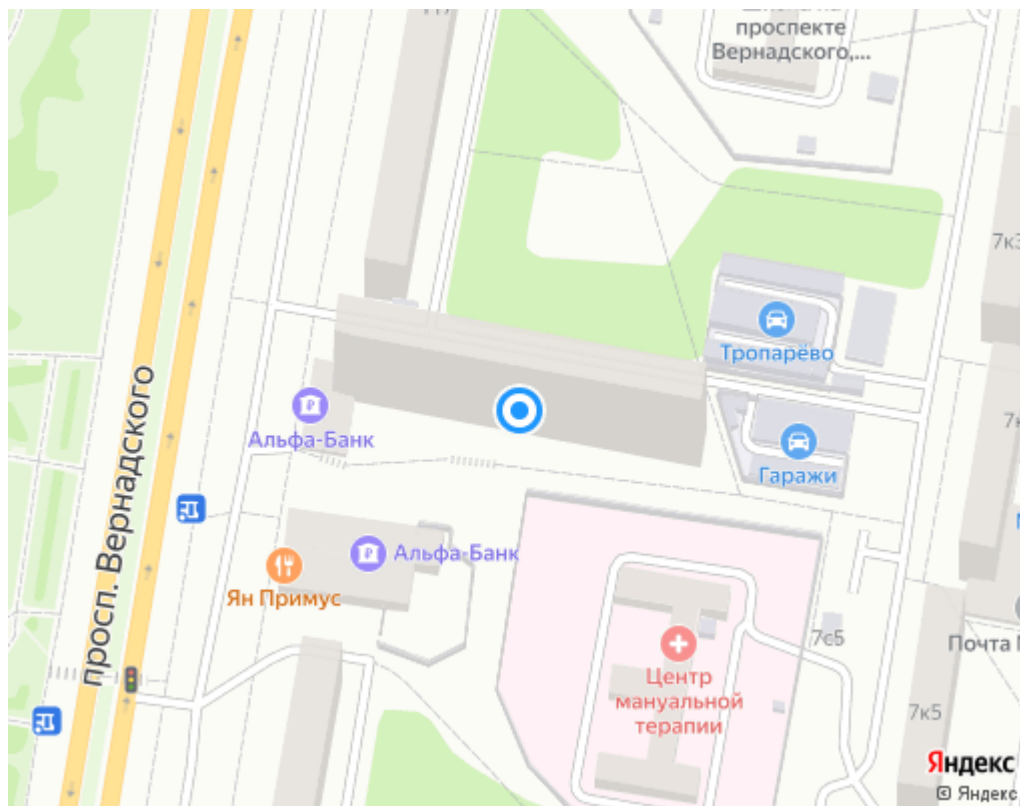 проспекте
Вернадского,...
7к3
Тропарёво
просп. Вернадского
Альфа-Банк
Гаражи
Альфа-Банк
Ян Примус
7с5
Почта
Центр
мануальной
терапии
7к5
Яндекс
© Яндекс